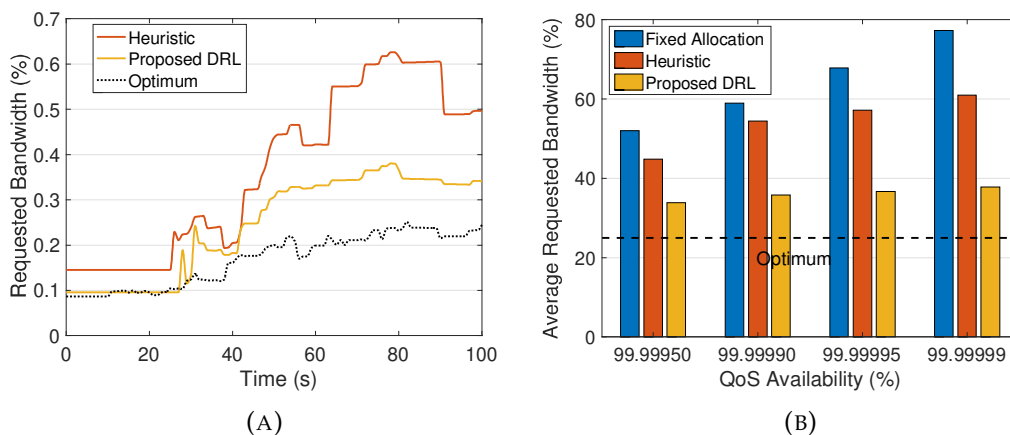 0.7
0.6
0.5
0.4
0.3
0.2
0.1
0
Requested Bandwidth (%)
Heuristic
Proposed DRL
Optimum
0 20 40 60 80 100
Time (s)
(A)
80
60
40
20
0
Average Requested Bandwidth (%)
Fixed Allocation
Heuristic
Proposed DRL
Optimum
99.99950 99.99990 99.99995 99.99999
QoS Availability (%)
(B)